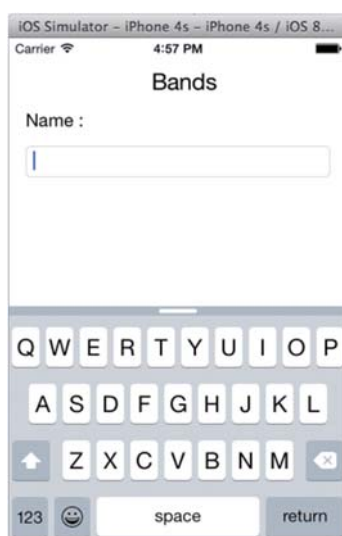 iOS Simulator – iPhone 4s – iPhone 4s / iOS 8...
Carrier 4:57 PM
Bands
Name :
Q W E R T Y U I O P
A S D F G H J K L
Z X C V B N M
123 space return